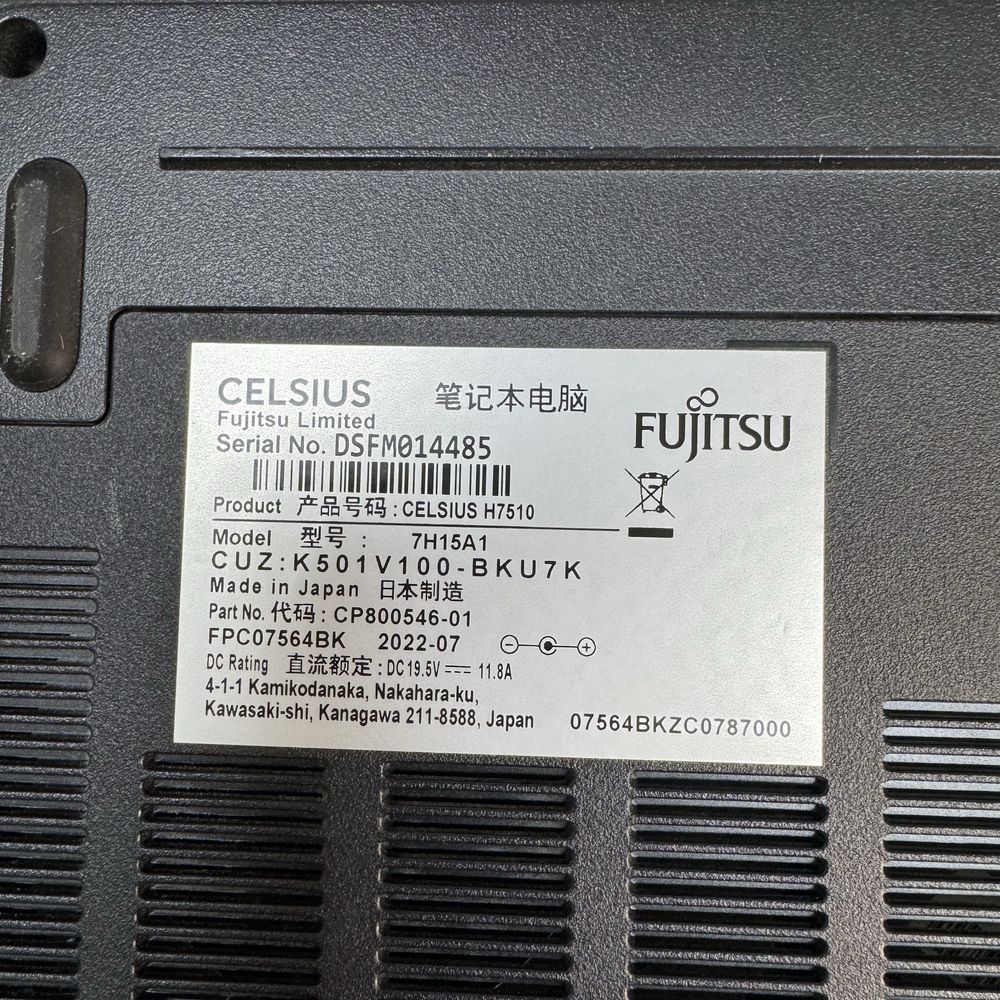 CELSIUS 笔记本电脑
Fujitsu Limited
FUJITSU
Serial No. DSFM014485
Product 产品号码 : CELSIUS H7510
Model 型号 : 7H15A1
CUZ:K501V100-BKU7K
Made in Japan 日本制造
Part No. 代码 : CP800546-01
FPC07564BK 2022-07
DC Rating 直流额定 : DC 19.5V 11.8A
4-1-1 Kamikodanaka, Nakahara-ku,
Kawasaki-shi, Kanagawa 211-8588, Japan
07564BKZC0787000